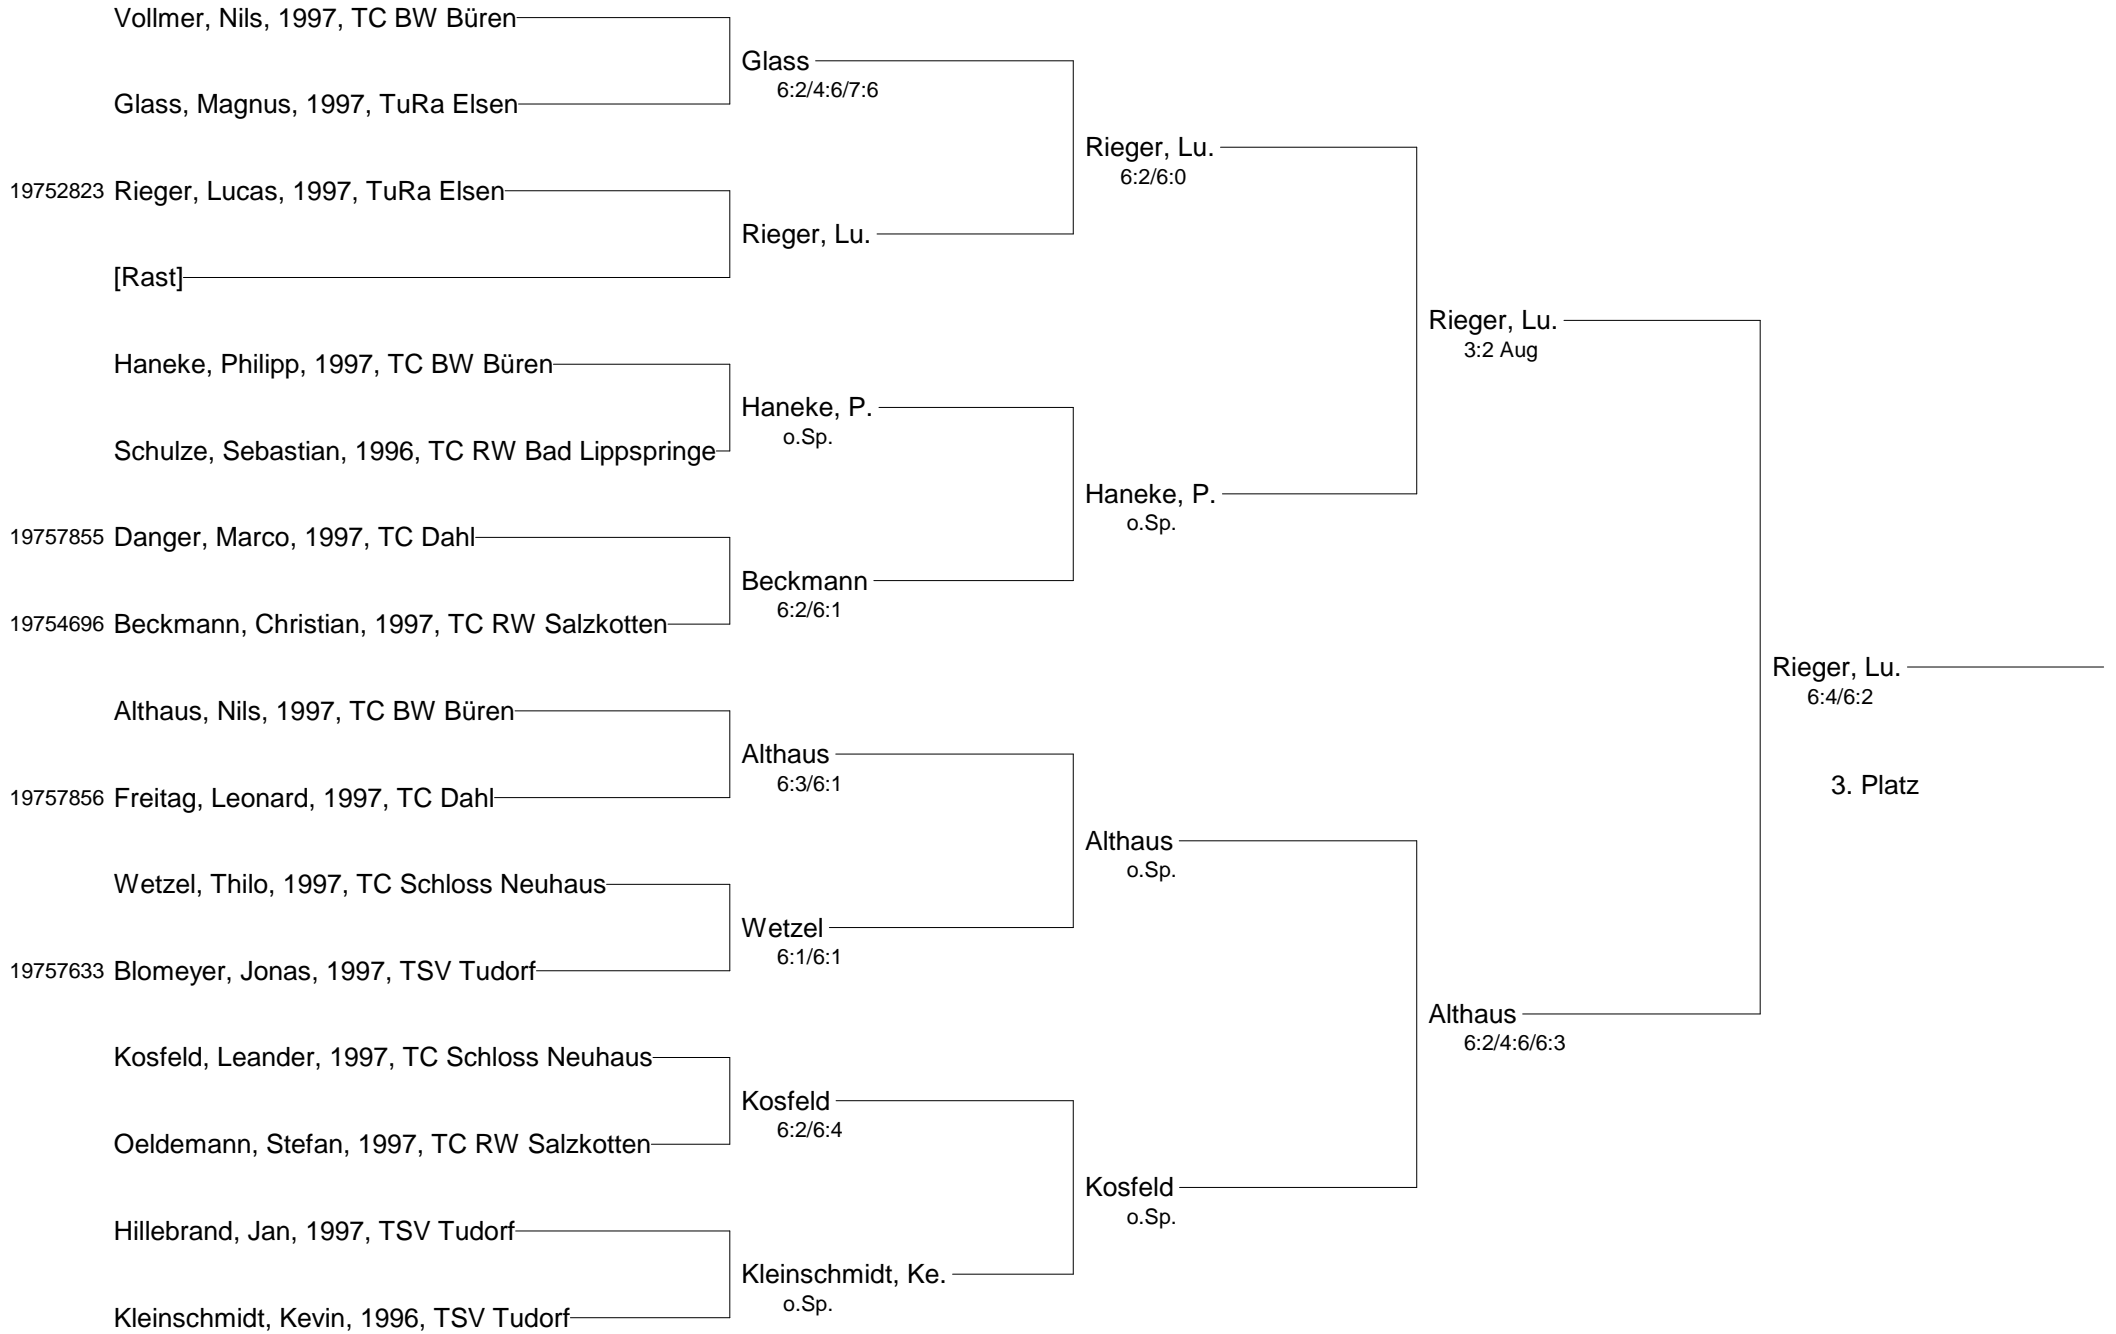 Vollmer, Nils, 1997, TC BW Büren
Glass
6:2/4:6/7:6
Glass, Magnus, 1997, TuRa Elsen
Rieger, Lu.
6:2/6:0
19752823 Rieger, Lucas, 1997, TuRa Elsen
Rieger, Lu.
[Rast]
Rieger, Lu.
3:2 Aug
Haneke, Philipp, 1997, TC BW Büren
Haneke, P.
o.Sp.
Schulze, Sebastian, 1996, TC RW Bad Lippspringe
Haneke, P.
o.Sp.
19757855 Danger, Marco, 1997, TC Dahl
Beckmann
6:2/6:1
19754696 Beckmann, Christian, 1997, TC RW Salzkotten
Rieger, Lu.
6:4/6:2
Althaus, Nils, 1997, TC BW Büren
Althaus
6:3/6:1
3. Platz
19757856 Freitag, Leonard, 1997, TC Dahl
Althaus
o.Sp.
Wetzel, Thilo, 1997, TC Schloss Neuhaus
Wetzel
6:1/6:1
19757633 Blomeyer, Jonas, 1997, TSV Tudorf
Althaus
6:2/4:6/6:3
Kosfeld, Leander, 1997, TC Schloss Neuhaus
Kosfeld
6:2/6:4
Oeldemann, Stefan, 1997, TC RW Salzkotten
Kosfeld
o.Sp.
Hillebrand, Jan, 1997, TSV Tudorf
Kleinschmidt, Ke.
o.Sp.
Kleinschmidt, Kevin, 1996, TSV Tudorf